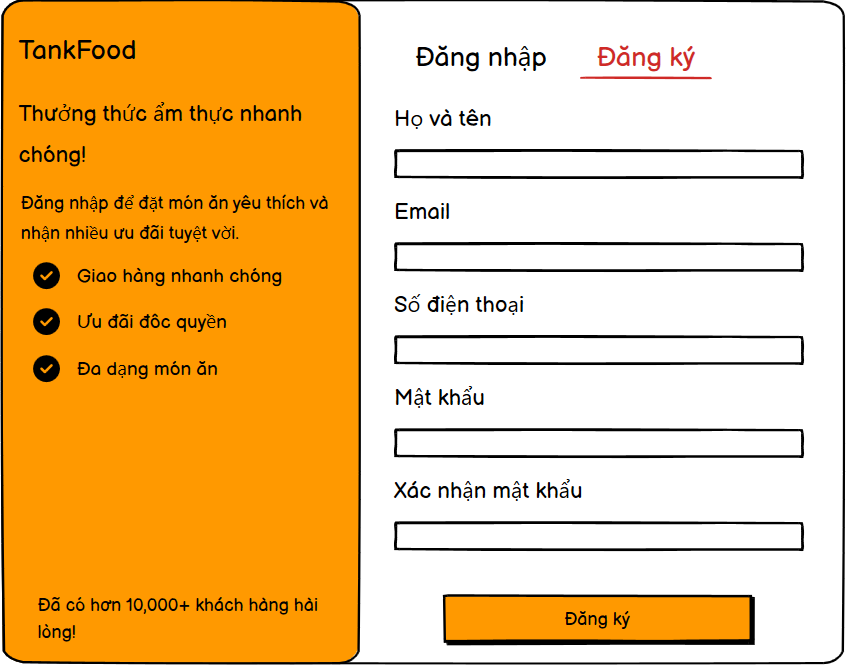 TankFood
Thưởng thức ẩm thực nhanh
chóng!
Đăng nhập để đặt món ăn yêu thích và
nhận nhiều ưu đãi tuyệt vời.
Giao hàng nhanh chóng
Ưu đãi đôc quyền
Đa dạng món ăn
Đã có hơn 10,000+ khách hàng hài
lòng!
Đăng nhập
Đăng ký
Họ và tên
Email
Số điện thoại
Mật khẩu
Xác nhận mật khẩu
Đăng ký